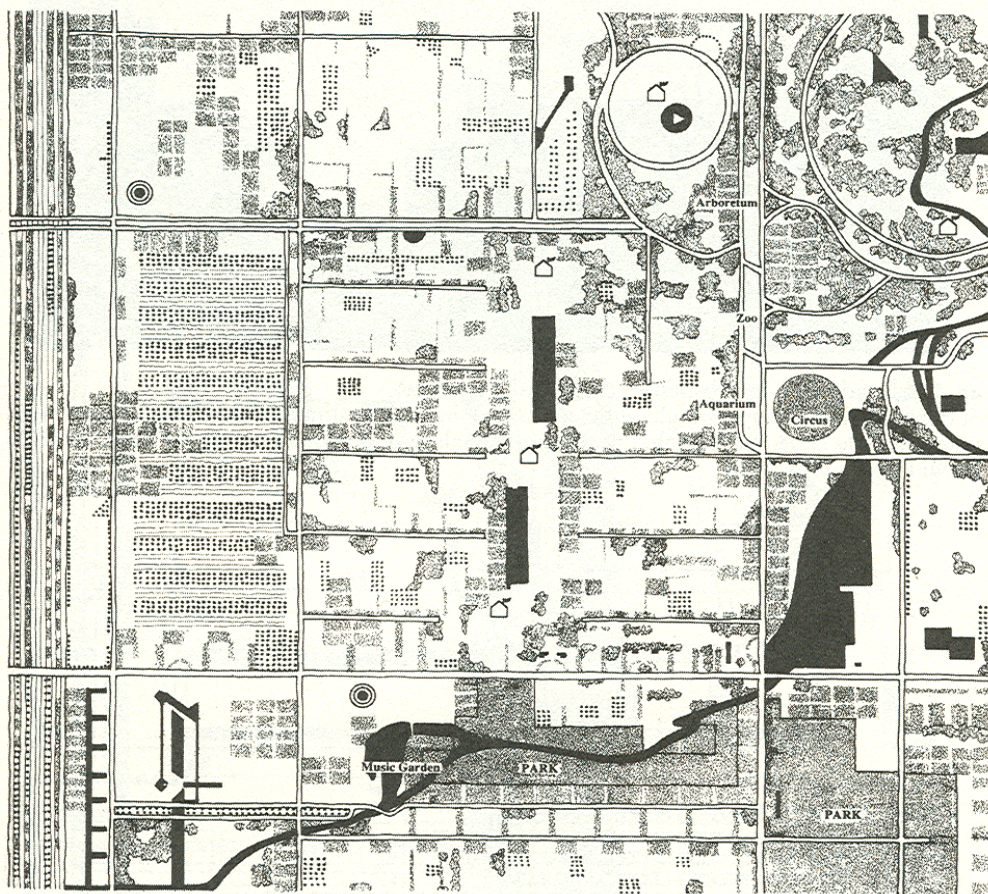 Arboretum
Zoo
Aquarium
Circus
Music Garden
PARK
PARK